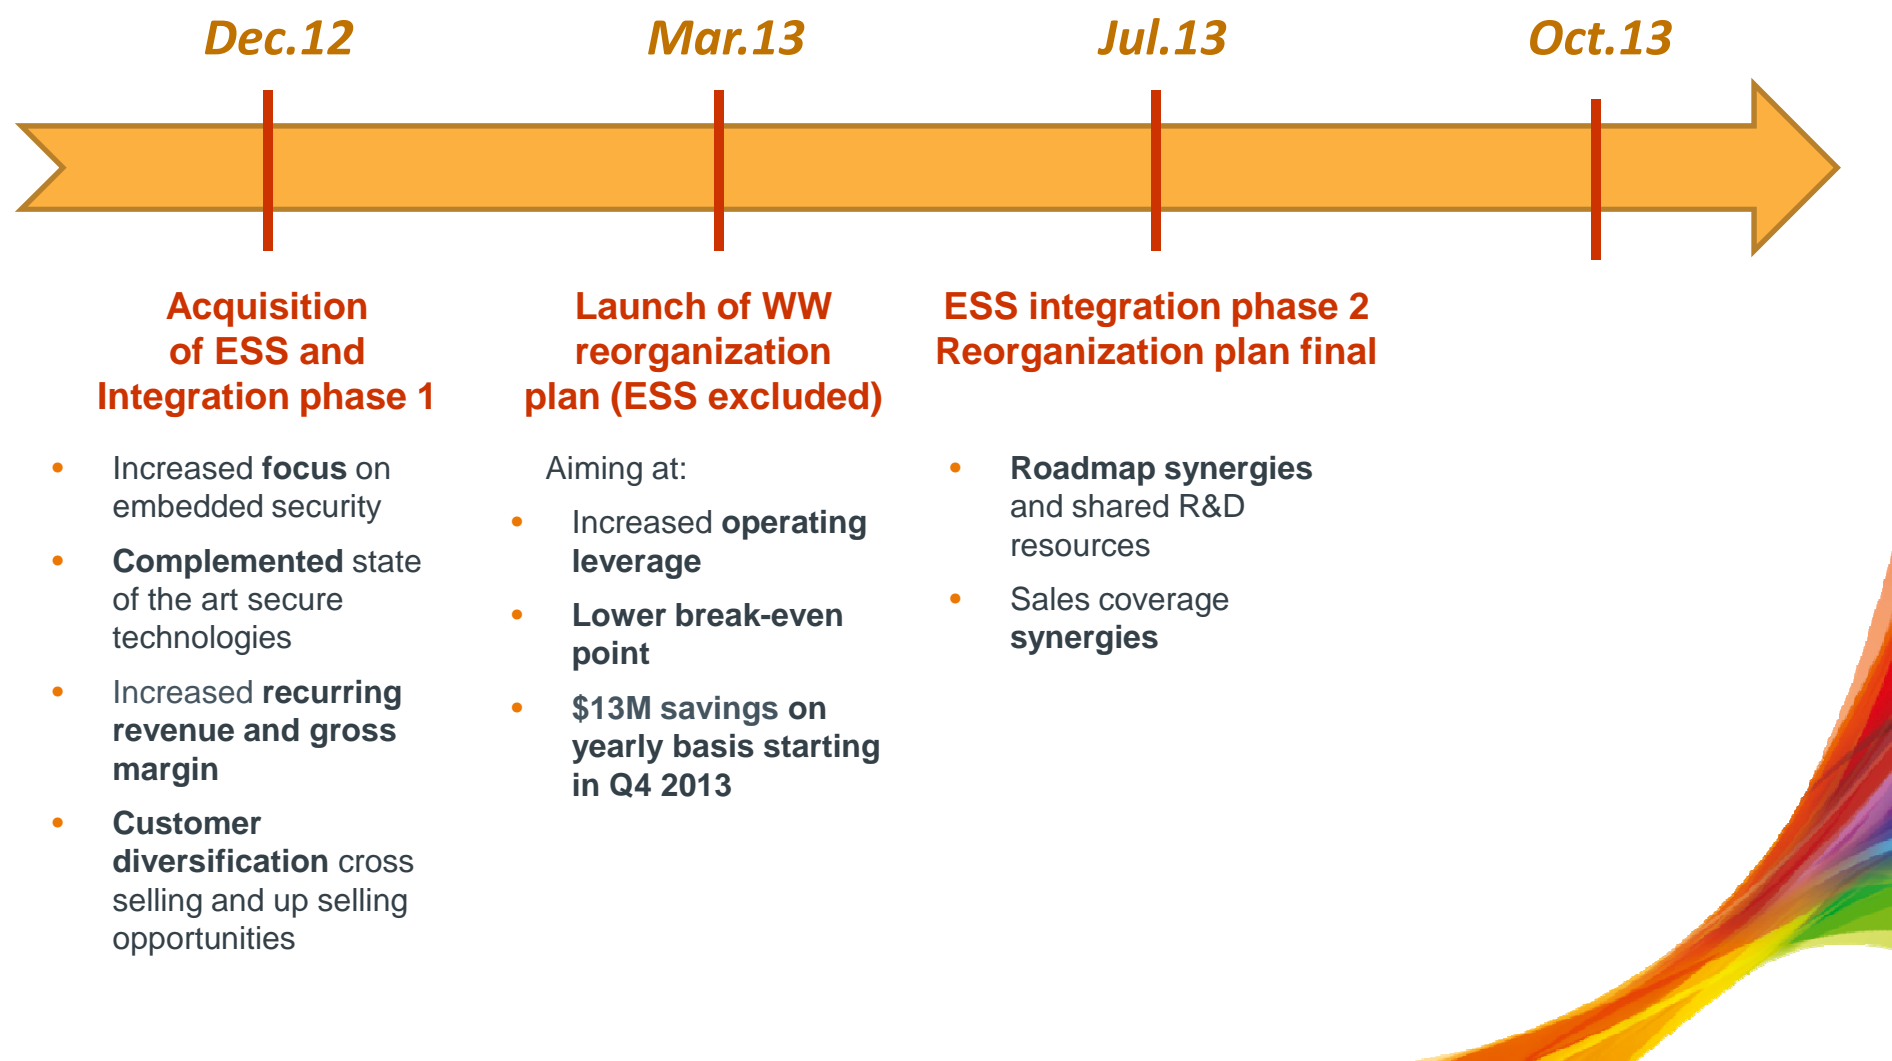 Dec.12
Mar.13
Jul.13
Oct.13
Acquisition
of ESS and
Integration phase 1
• Increased focus on
embedded security
• Complemented state
of the art secure
technologies
• Increased recurring
revenue and gross
margin
• Customer
diversification cross
selling and up selling
opportunities
Launch of WW
reorganization
plan (ESS excluded)
Aiming at:
• Increased operating
leverage
• Lower break-even
point
• $13M savings on
yearly basis starting
in Q4 2013
ESS integration phase 2
Reorganization plan final
• Roadmap synergies
and shared R&D
resources
• Sales coverage
synergies